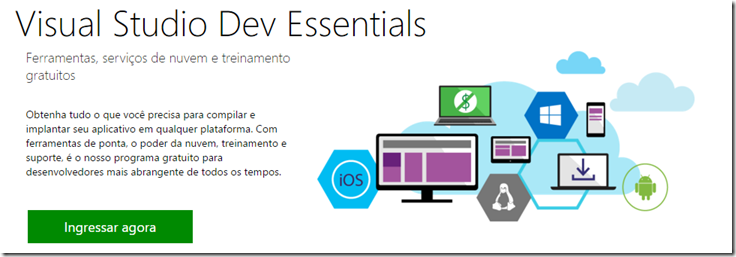 Visual Studio Dev Essentials
Ferramentas, serviços de nuvem e treinamento
gratuitos
Obtenha tudo o que você precisa para compilar e
implantar seu aplicativo em qualquer plataforma. Com
ferramentas de ponta, o poder da nuvem, treinamento e
suporte, é o nosso programa gratuito para
desenvolvedores mais abrangente de todos os tempos.
Ingressar agora
$
iOS